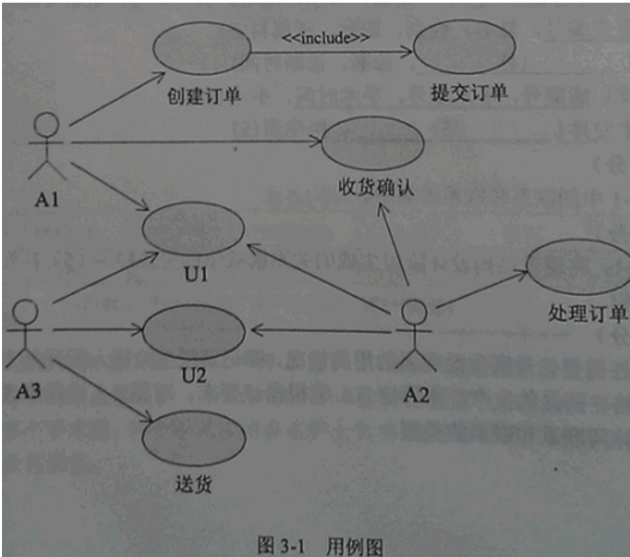 <<include>>
创建订单
提交订单
A1
收货确认
U1
处理订单
A3
U2
A2
送货
图 3-1 用例图